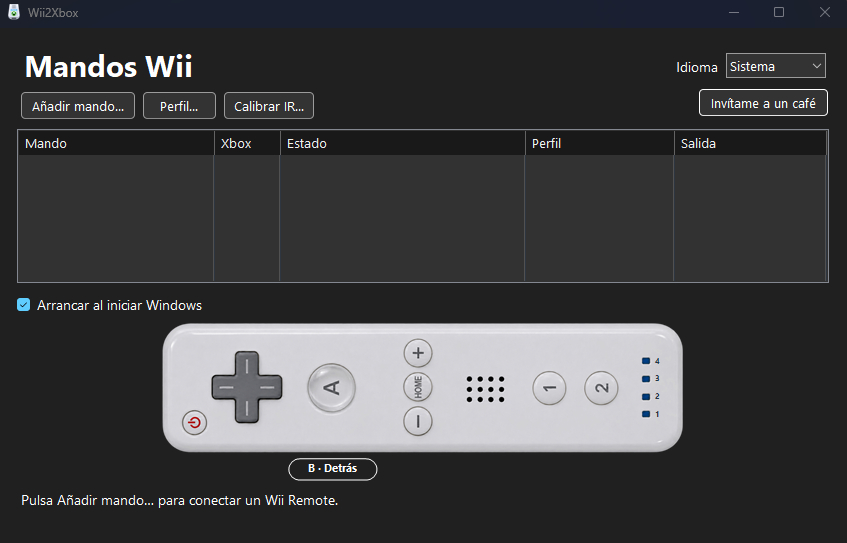 Wii2Xbox
Mandos Wii
Idioma Sistema
Añadir mando... Perfil... Calibrar IR... Invítame a un café
Mando Xbox Estado Perfil Salida
Arrancar al iniciar Windows
A + HOME − 1 2
4
3
2
1
B · Detrás
Pulsa Añadir mando... para conectar un Wii Remote.